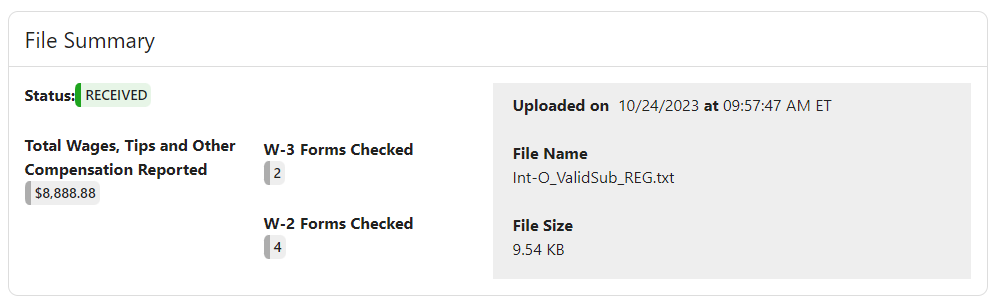 File Summary
Status: RECEIVED
Total Wages, Tips and Other
Compensation Reported
$8,888.88
W-3 Forms Checked
2
W-2 Forms Checked
4
Uploaded on 10/24/2023 at 09:57:47 AM ET
File Name
Int-O_ValidSub_REG.txt
File Size
9.54 KB